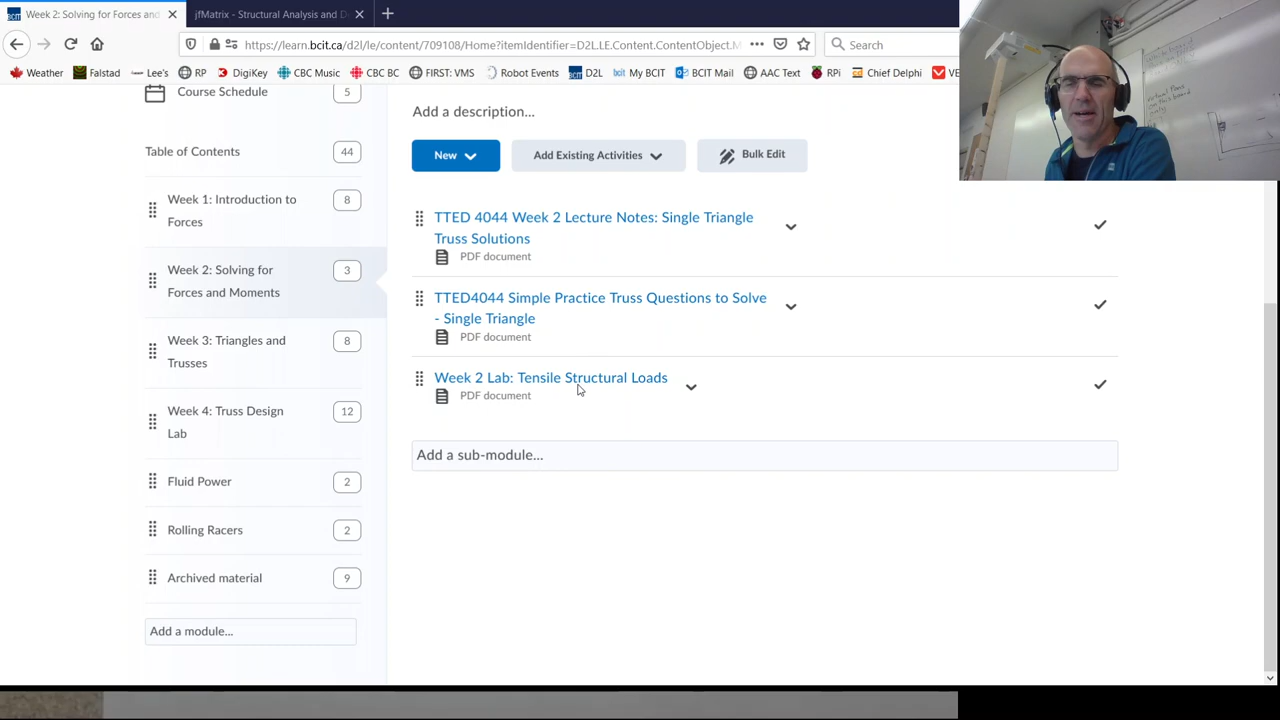 Week 2: Solving for Forces and
jfMatrix - Structural Analysis and D
https://learn.bcit.ca/d2l/le/content/709108/Home?itemIdentifier=D2L.LE.Content.ContentObject.M
Search
Weather
Falstad
Lee's
RP
DigiKey
CBC Music
CBC BC
FIRST: VMS
Robot Events
D2L
My BCIT
BCIT Mail
AAC Text
RPi
Chief Delphi
VE
Course Schedule
5
Add a description...
Table of Contents
44
New
Add Existing Activities
Bulk Edit
Week 1: Introduction to
Forces
8
TTED 4044 Week 2 Lecture Notes: Single Triangle
Truss Solutions
PDF document
Week 2: Solving for
Forces and Moments
3
TTED4044 Simple Practice Truss Questions to Solve
- Single Triangle
PDF document
Week 3: Triangles and
Trusses
8
Week 2 Lab: Tensile Structural Loads
PDF document
Week 4: Truss Design
Lab
12
Add a sub-module...
Fluid Power
2
Rolling Racers
2
Archived material
9
Add a module...